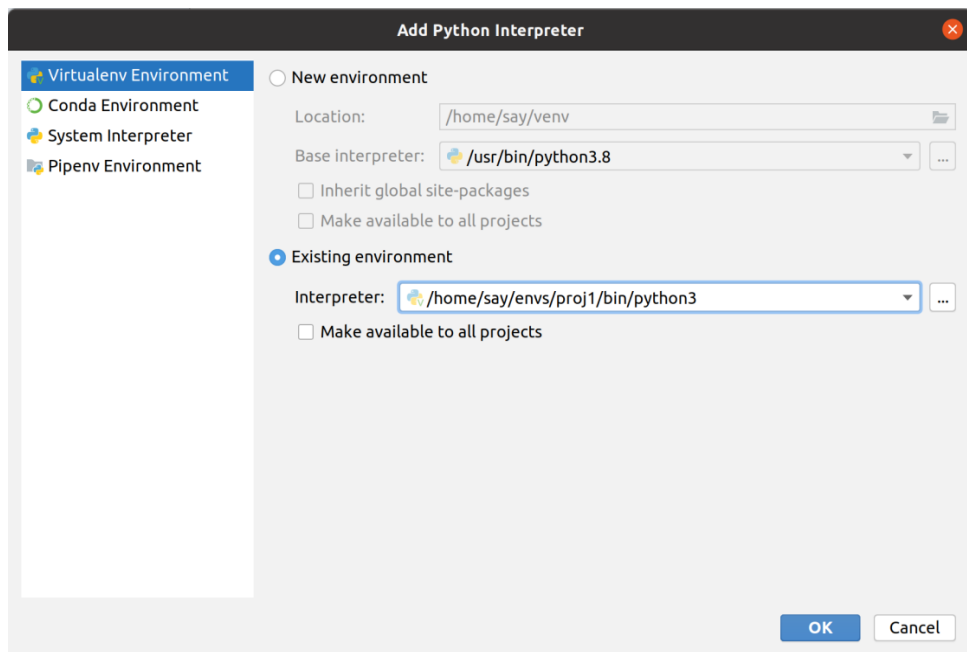 Add Python Interpreter
Virtualenv Environment
Conda Environment
System Interpreter
Pipenv Environment
New environment
Location: /home/say/venv
Base interpreter: /usr/bin/python3.8 ...
Inherit global site-packages
Make available to all projects
Existing environment
Interpreter: /home/say/envs/proj1/bin/python3 ...
Make available to all projects
OK Cancel